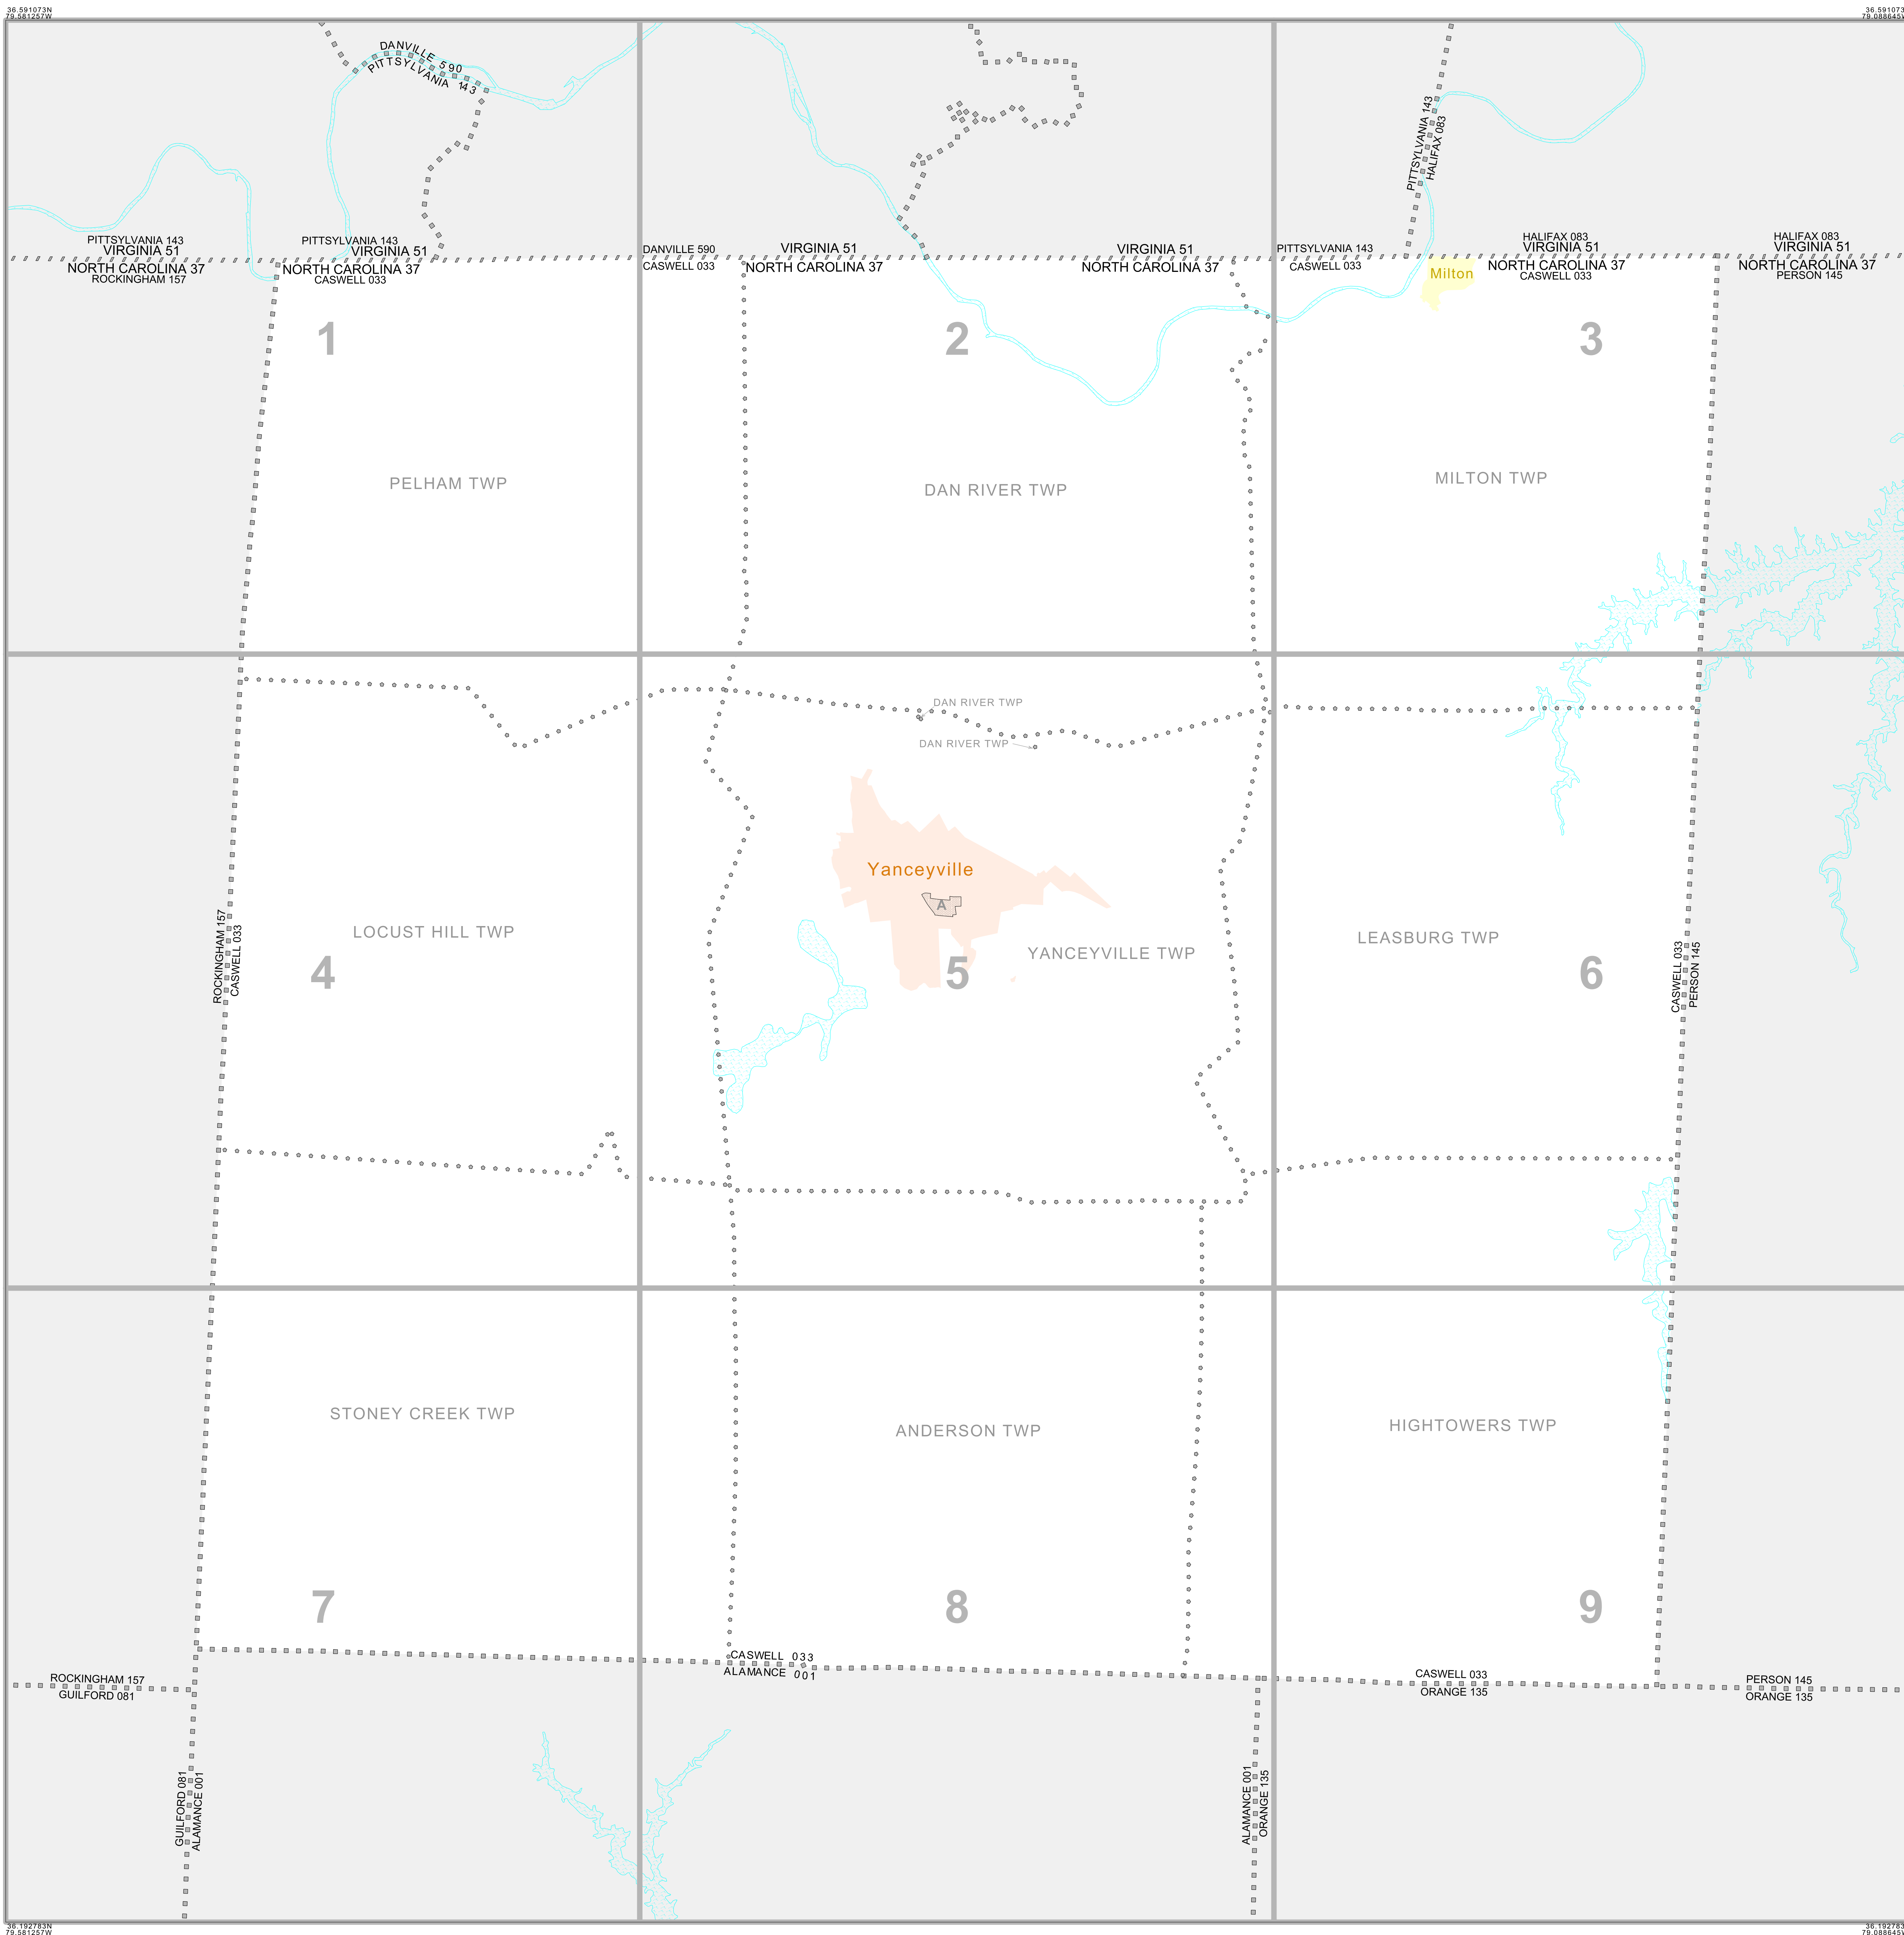 36.591073N
79.581257W
36.591073
79.088645W
DANVILLE 590
PITTSYLVANIA 143
PITTSYLVANIA 143
HALIFAX 083
PITTSYLVANIA 143
VIRGINIA 51
NORTH CAROLINA 37
ROCKINGHAM 157
PITTSYLVANIA 143
VIRGINIA 51
NORTH CAROLINA 37
CASWELL 033
DANVILLE 590
CASWELL 033
VIRGINIA 51
NORTH CAROLINA 37
VIRGINIA 51
NORTH CAROLINA 37
PITTSYLVANIA 143
CASWELL 033
Milton
HALIFAX 083
VIRGINIA 51
NORTH CAROLINA 37
CASWELL 033
HALIFAX 083
VIRGINIA 51
NORTH CAROLINA 37
PERSON 145
1
2
3
PELHAM TWP
DAN RIVER TWP
MILTON TWP
DAN RIVER TWP
DAN RIVER TWP
Yanceyville
A
ROCKINGHAM 157
CASWELL 033
LOCUST HILL TWP
YANCEYVILLE TWP
LEASBURG TWP
CASWELL 033
PERSON 145
4
5
6
STONEY CREEK TWP
ANDERSON TWP
HIGHTOWERS TWP
7
8
9
ROCKINGHAM 157
GUILFORD 081
CASWELL 033
ALAMANCE 001
CASWELL 033
ORANGE 135
PERSON 145
ORANGE 135
GUILFORD 081
ALAMANCE 001
ALAMANCE 001
ORANGE 135
36.192783N
79.581257W
36.192783
79.088645W